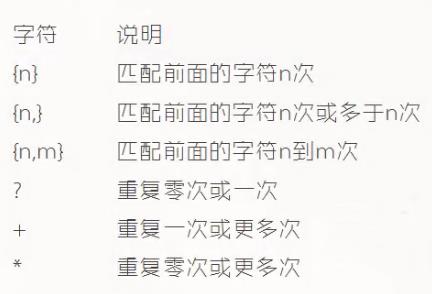 字符 说明
{n} 匹配前面的字符n次
{n,} 匹配前面的字符n次或多于n次
{n,m} 匹配前面的字符n到m次
? 重复零次或一次
+ 重复一次或更多次
* 重复零次或更多次